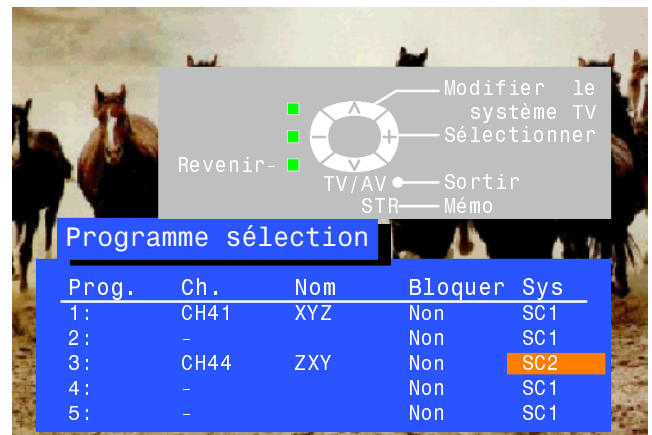 Modifier le
système TV
Sélectionner
Revenir-
TV/AV Sortir
STR Mémo
Programme sélection
Prog. Ch. Nom Bloquer Sys
1: CH41 XYZ Non SC1
2: - Non SC1
3: CH44 ZXY Non SC2
4: - Non SC1
5: - Non SC1